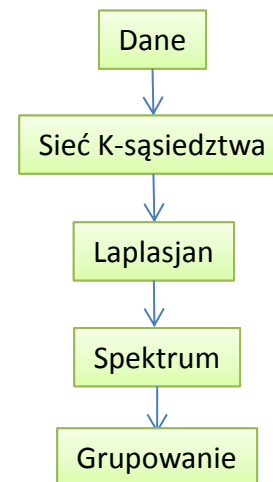 Dane
Sieć K-sąsiedztwa
Laplasjan
Spektrum
Grupowanie